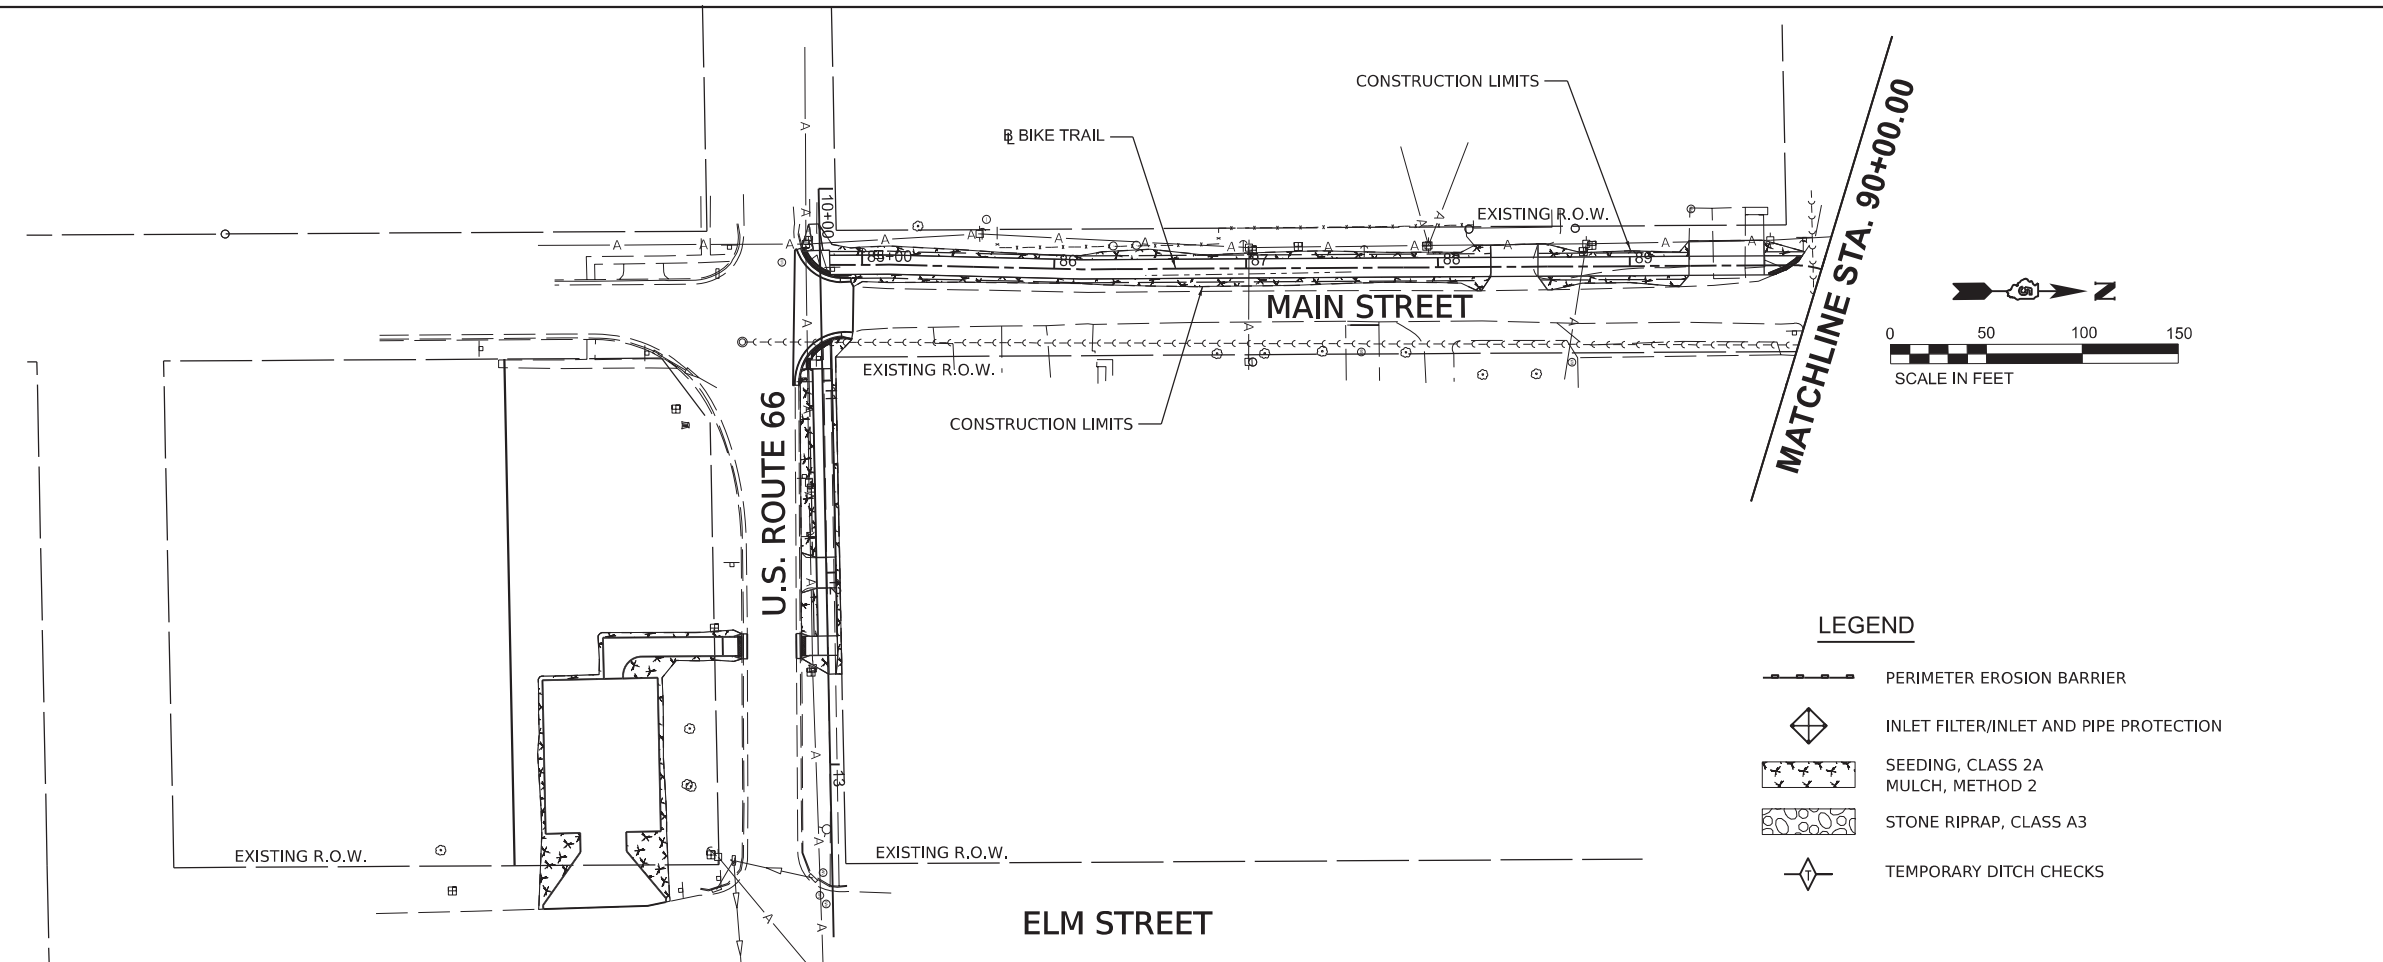 CONSTRUCTION LIMITS
BIKE TRAIL
10+00
EXISTING R.O.W.
86
87
88
89
MAIN STREET
MATCHLINE STA. 90+00.00
N
0 50 100 150
SCALE IN FEET
EXISTING R.O.W.
CONSTRUCTION LIMITS
U.S. ROUTE 66
13
EXISTING R.O.W.
EXISTING R.O.W.
ELM STREET
LEGEND
PERIMETER EROSION BARRIER
INLET FILTER/INLET AND PIPE PROTECTION
SEEDING, CLASS 2A
MULCH, METHOD 2
STONE RIPRAP, CLASS A3
T
TEMPORARY DITCH CHECKS